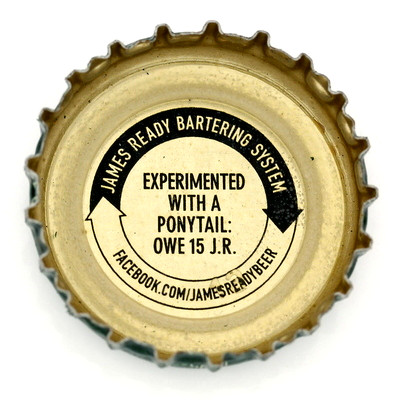 JAMES READY BARTERING SYSTEM
EXPERIMENTED
WITH A
PONYTAIL:
OWE 15 J.R.
FACEBOOK.COM/JAMESREADYBEER